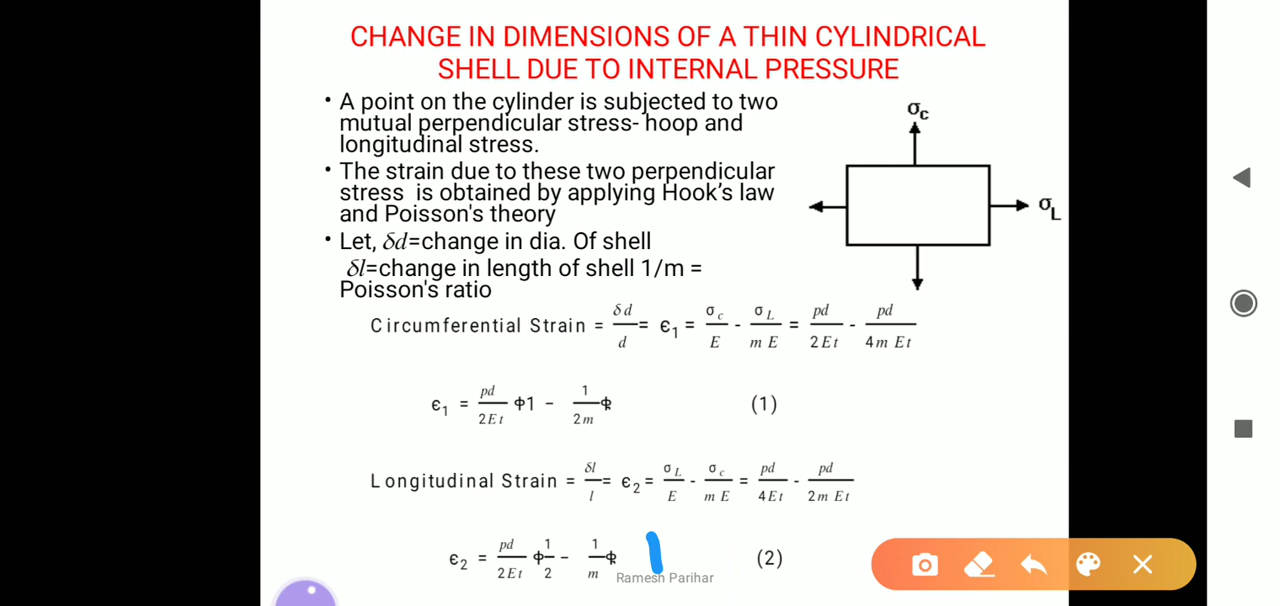 CHANGE IN DIMENSIONS OF A THIN CYLINDRICAL
SHELL DUE TO INTERNAL PRESSURE
• A point on the cylinder is subjected to two
mutual perpendicular stress- hoop and
longitudinal stress.
• The strain due to these two perpendicular
stress is obtained by applying Hook’s law
and Poisson's theory
• Let, δd=change in dia. Of shell
δl=change in length of shell 1/m =
Poisson's ratio
σc
σL
Circumferential Strain = δd/d = ϵ1 = σc/E - σL/mE = pd/2Et - pd/4mEt
ϵ1 = pd/2Et ϕ1 − 1/2m ϕ (1)
Longitudinal Strain = δl/l = ϵ2 = σL/E - σc/mE = pd/4Et - pd/2mEt
ϵ2 = pd/2Et ϕ1/2 − 1/m ϕ (2)
Ramesh Parihar